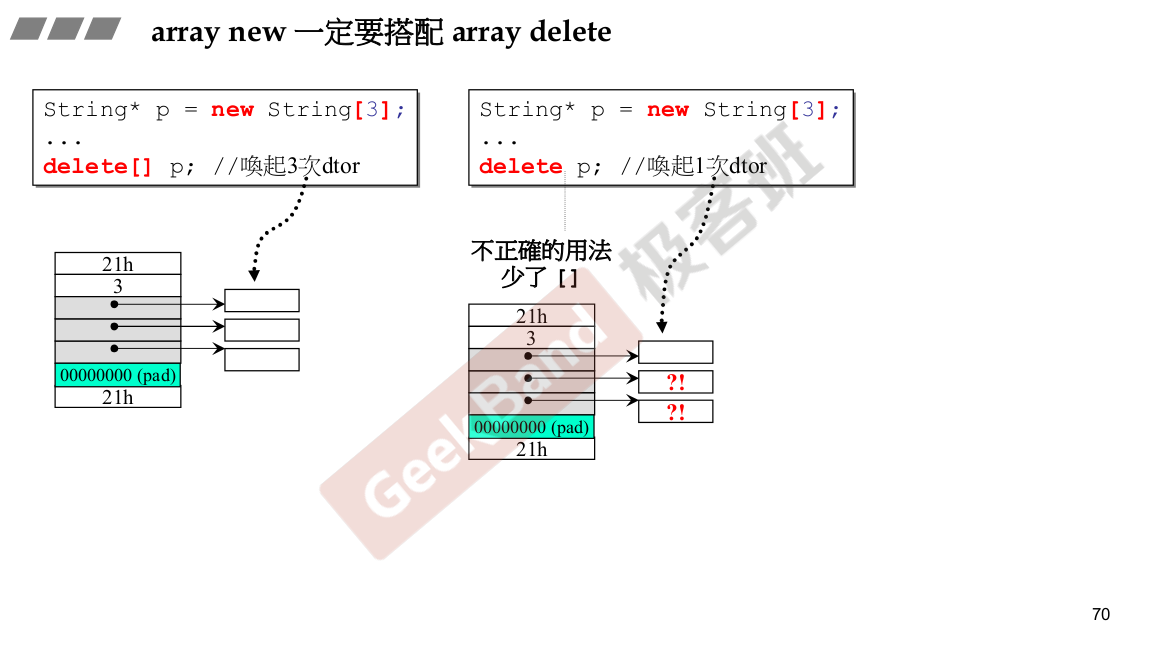 array new 一定要搭配 array delete
String* p = new String[3];
...
delete[] p; //喚起3次dtor
21h
3
00000000 (pad)
21h
String* p = new String[3];
...
delete p; //喚起1次dtor
不正確的用法
少了 []
21h
3
?!
?!
00000000 (pad)
21h
GeekBand 极客班
70